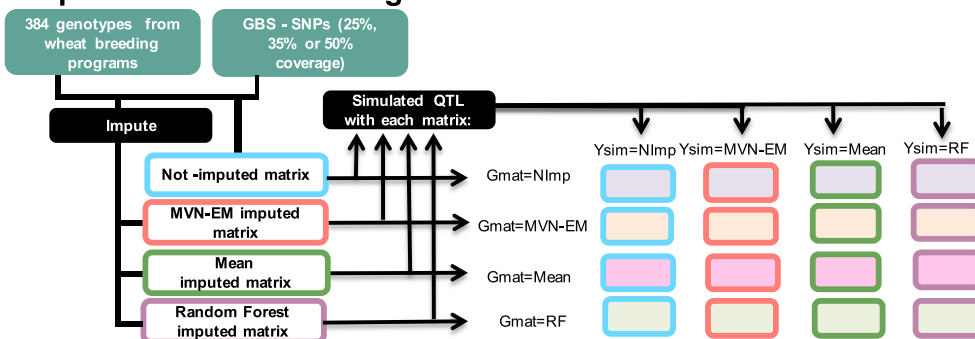 384 genotypes from
wheat breeding
programs
GBS - SNPs (25%,
35% or 50%
coverage)
Impute
Simulated QTL
with each matrix:
Ysim=NImp Ysim=MVN-EM Ysim=Mean Ysim=RF
Not -imputed matrix
Gmat=NImp
MVN-EM imputed
matrix
Gmat=MVN-EM
Mean
imputed matrix
Gmat=Mean
Random Forest
imputed matrix
Gmat=RF